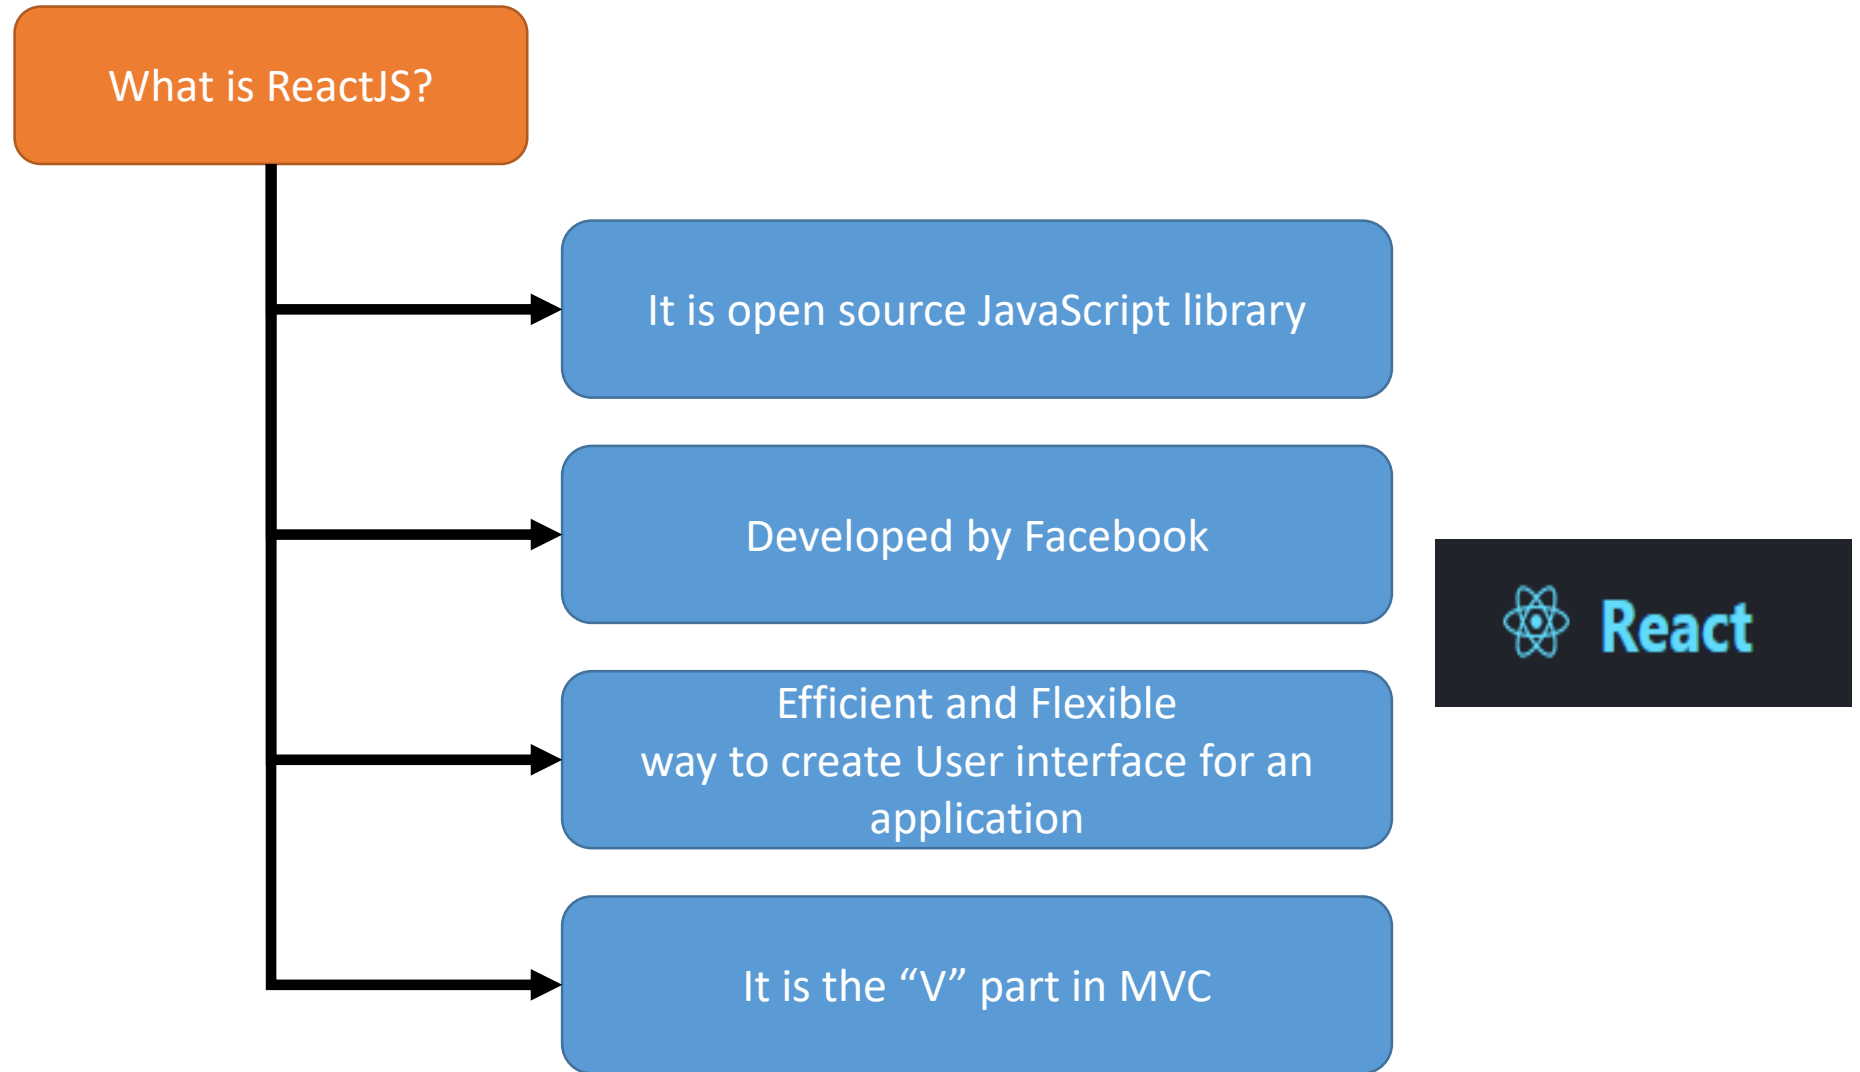 What is ReactJS?
It is open source JavaScript library
Developed by Facebook
React
Efficient and Flexible
way to create User interface for an
application
It is the “V” part in MVC